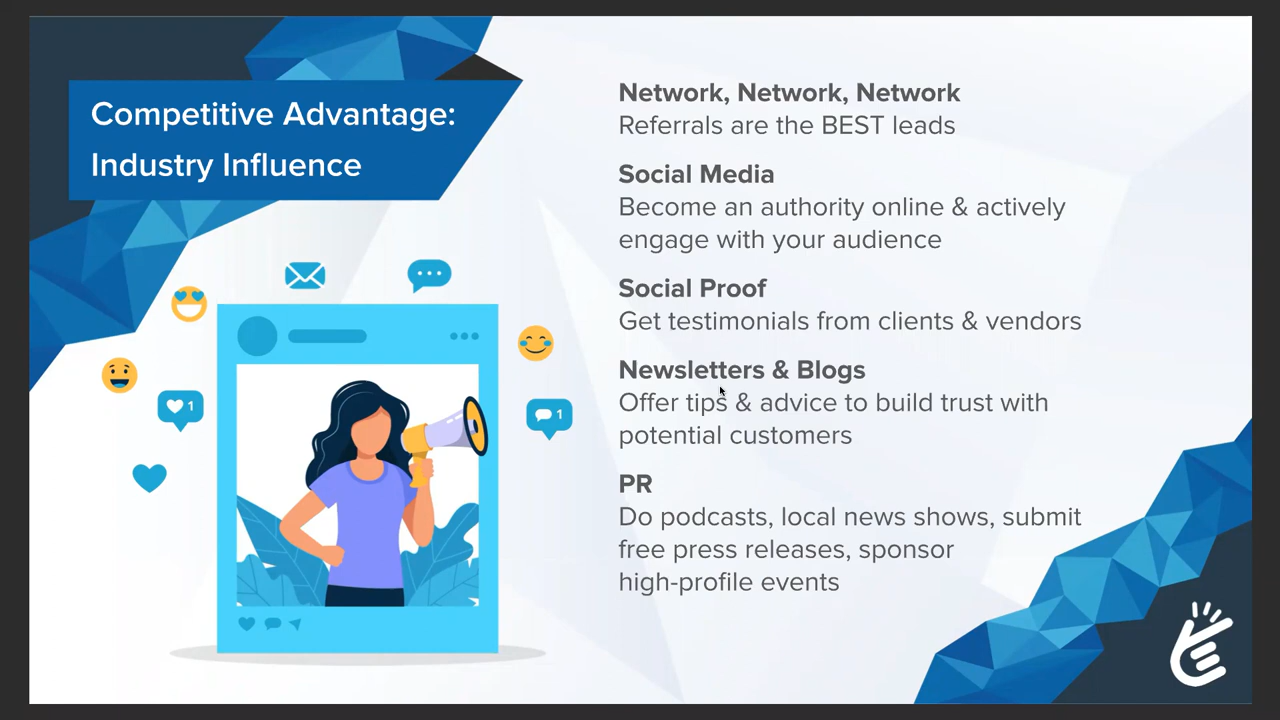 Competitive Advantage:
Industry Influence
Network, Network, Network
Referrals are the BEST leads
Social Media
Become an authority online & actively
engage with your audience
Social Proof
Get testimonials from clients & vendors
Newsletters & Blogs
Offer tips & advice to build trust with
potential customers
PR
Do podcasts, local news shows, submit
free press releases, sponsor
high-profile events
1
1